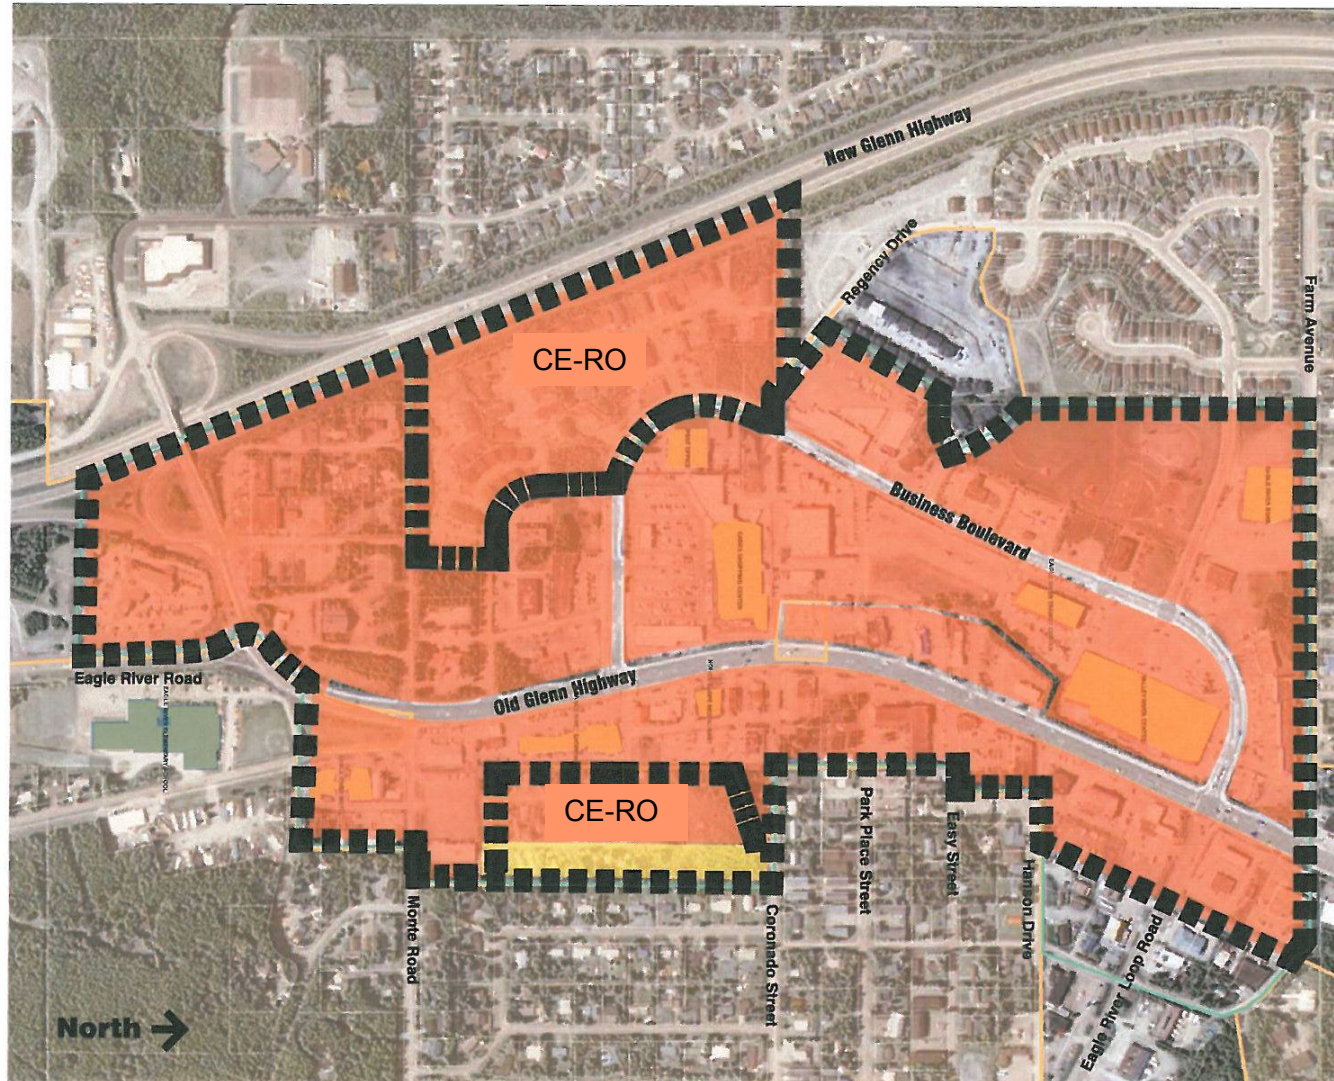 New Glenn Highway
Regency Drive
Farm Avenue
CE-RO
Business Boulevard
Eagle River Road
Old Glenn Highway
CE-RO
Park Place Street
Easy Street
Hanson Drive
Monte Road
Coronado Street
Eagle River Loop Road
North